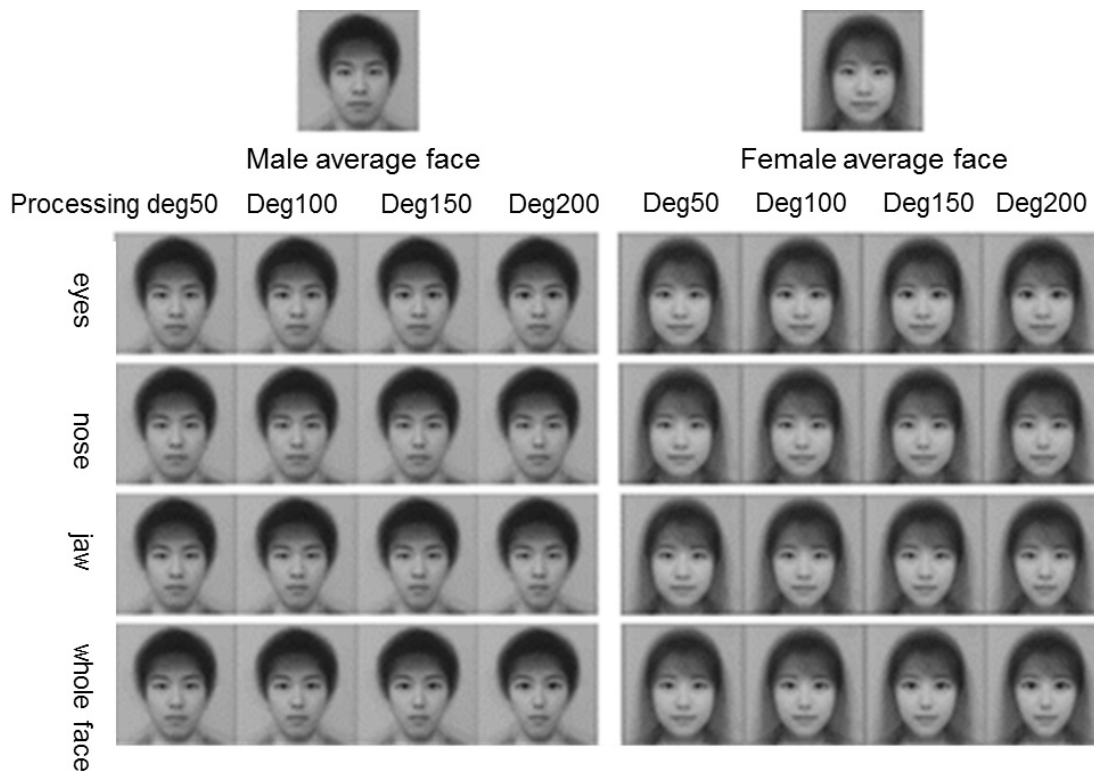 Male average face
Female average face
Processing deg50 Deg100 Deg150 Deg200
Deg50 Deg100 Deg150 Deg200
eyes
nose
jaw
whole face